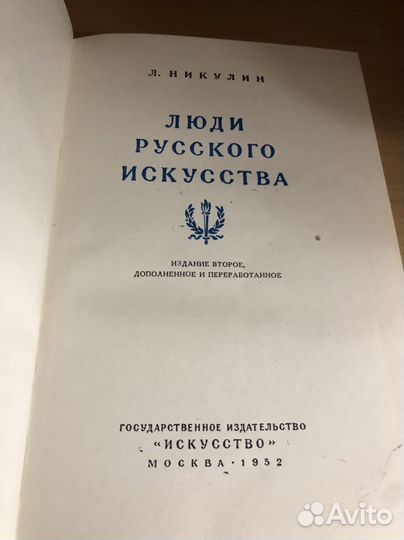 Л. НИКУЛИН
ЛЮДИ
РУССКОГО
ИСКУССТВА
ИЗДАНИЕ ВТОРОЕ,
ДОПОЛНЕННОЕ И ПЕРЕРАБОТАННОЕ
ГОСУДАРСТВЕННОЕ ИЗДАТЕЛЬСТВО
"ИСКУССТВО"
МОСКВА · 1952
Avito